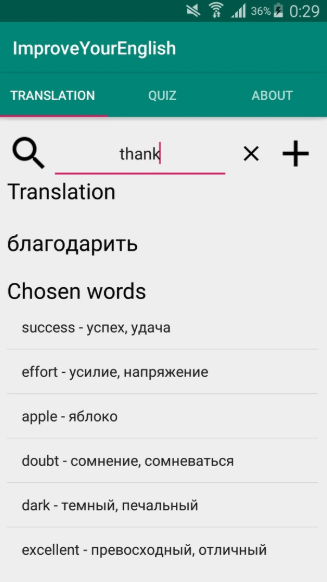 36% 0:29
ImproveYourEnglish
TRANSLATION QUIZ ABOUT
thank
Translation
благодарить
Chosen words
success - успех, удача
effort - усилие, напряжение
apple - яблоко
doubt - сомнение, сомневаться
dark - темный, печальный
excellent - превосходный, отличный